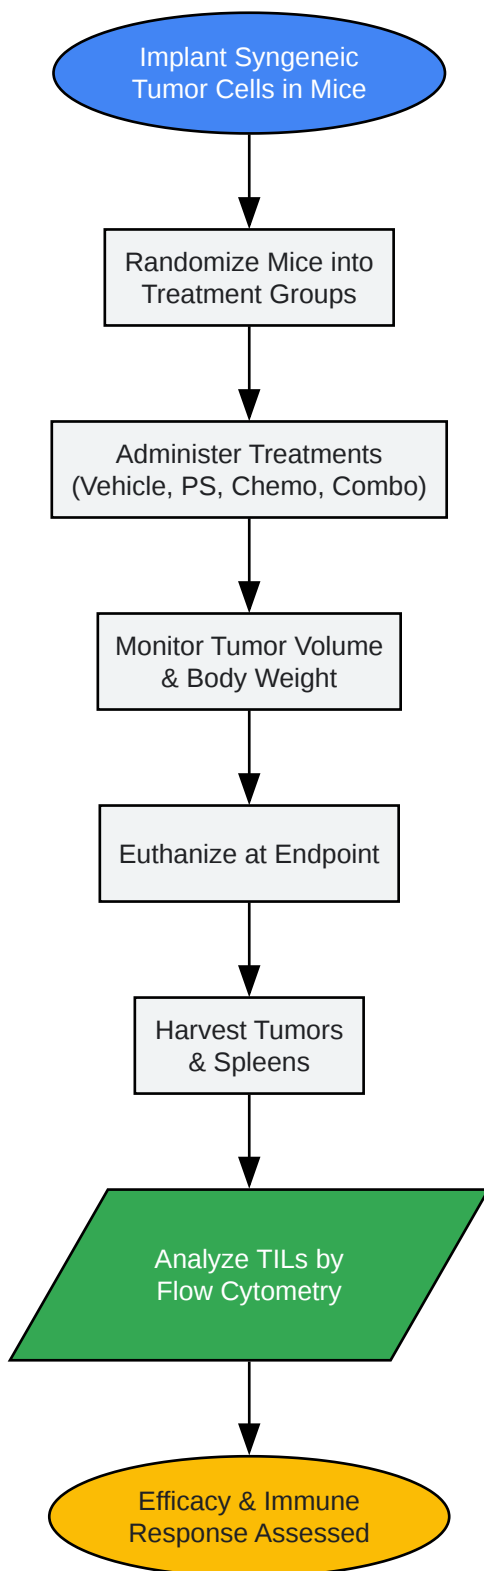 Implant Syngeneic
Tumor Cells in Mice
Randomize Mice into
Treatment Groups
Administer Treatments
(Vehicle, PS, Chemo, Combo)
Monitor Tumor Volume
& Body Weight
Euthanize at Endpoint
Harvest Tumors
& Spleens
Analyze TILs by
Flow Cytometry
Efficacy & Immune
Response Assessed